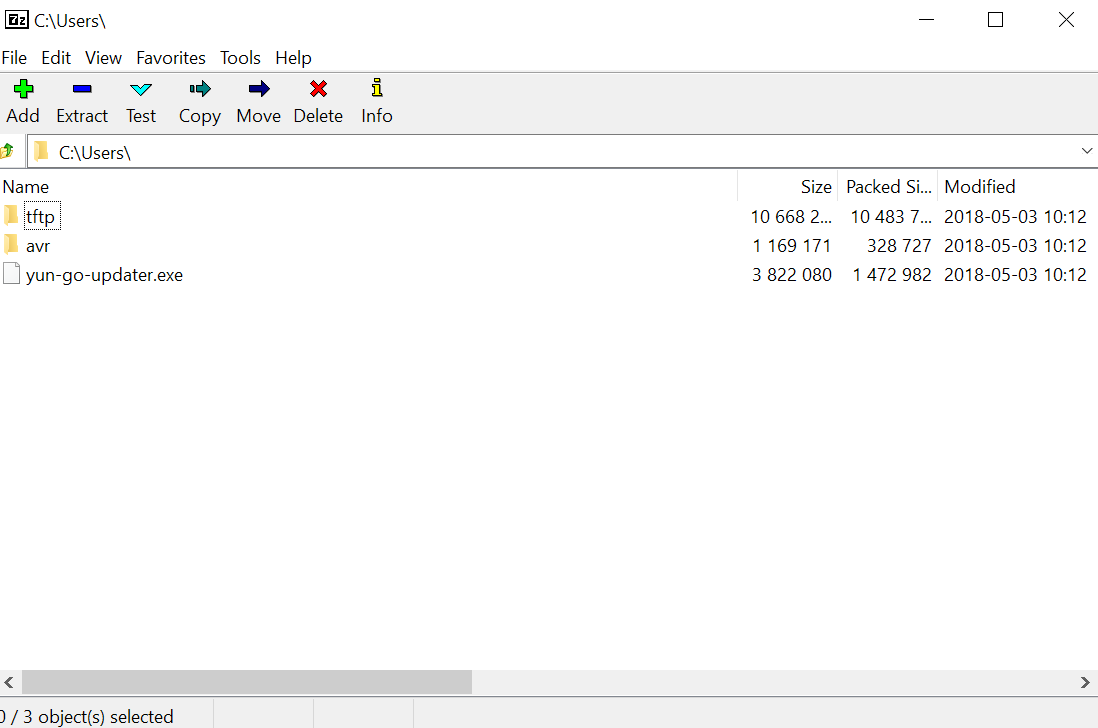 7z C:\Users\
File Edit View Favorites Tools Help
Add Extract Test Copy Move Delete Info
C:\Users\
Name Size Packed Si... Modified
tftp 10 668 2... 10 483 7... 2018-05-03 10:12
avr 1 169 171 328 727 2018-05-03 10:12
yun-go-updater.exe 3 822 080 1 472 982 2018-05-03 10:12
0 / 3 object(s) selected